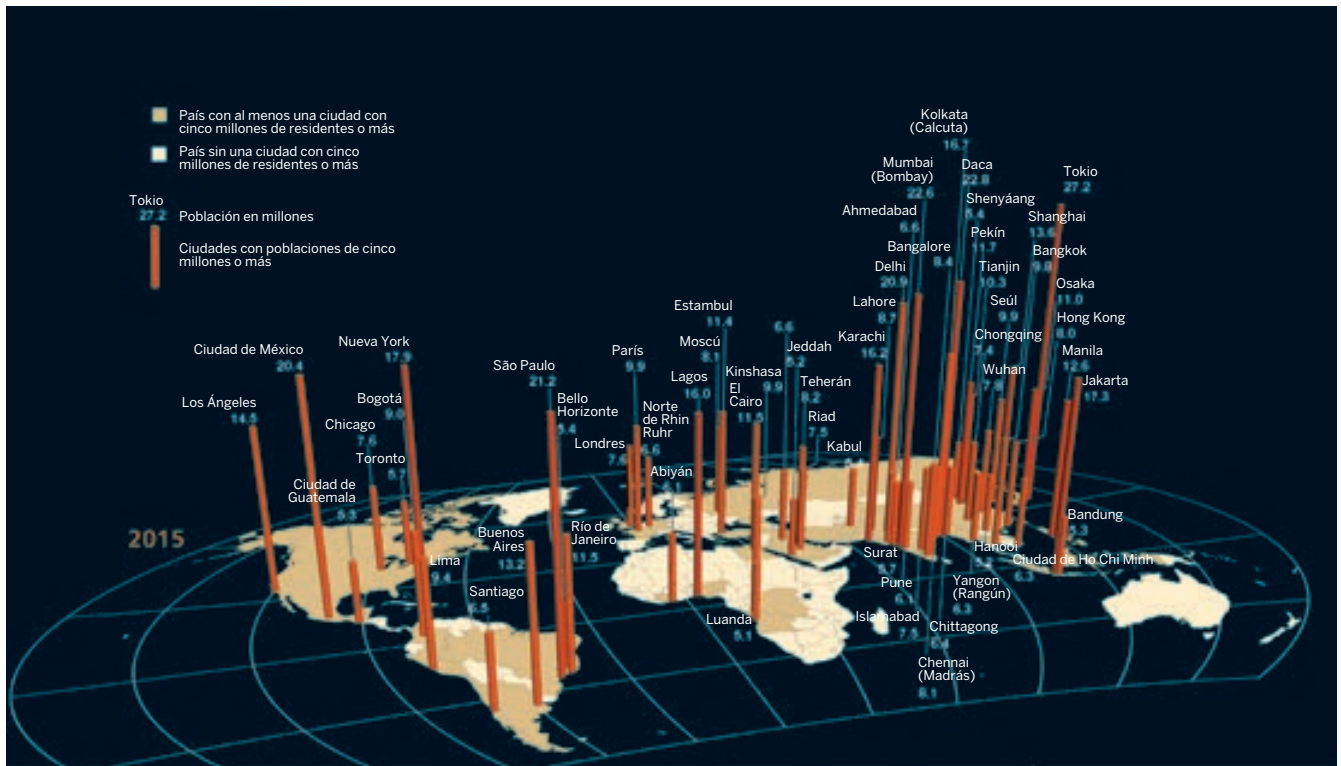 País con al menos una ciudad con
cinco millones de residentes o más
País sin una ciudad con cinco
millones de residentes o más
Tokio
27.2
Población en millones
Ciudades con poblaciones de cinco
millones o más
2015
Los Ángeles
14.5
Ciudad de México
20.4
Nueva York
17.9
Bogotá
9.0
Chicago
7.6
Toronto
5.7
Ciudad de
Guatemala
5.3
Lima
9.4
Santiago
6.5
Buenos
Aires
13.2
São Paulo
21.2
Bello
Horizonte
5.4
Río de
Janeiro
11.5
Londres
7.6
París
9.9
Norte
de Rhin
Ruhr
6.6
Abiyán
Lagos
16.0
Moscú
8.1
Estambul
11.4
Kinshasa
9.9
El
Cairo
11.5
Luanda
5.1
6.6
Jeddah
5.2
Teherán
8.2
Riad
7.5
Kabul
Karachi
16.2
Lahore
8.7
Delhi
20.9
Ahmedabad
6.6
Mumbai
(Bombay)
22.6
Kolkata
(Calcuta)
16.7
Bangalore
8.4
Daca
22.8
Shenyáang
5.4
Pekín
11.7
Tianjin
10.3
Seúl
9.9
Chongqing
7.4
Wuhan
7.8
Tokio
27.2
Shanghai
13.6
Bangkok
9.8
Osaka
11.0
Hong Kong
8.0
Manila
12.6
Jakarta
17.3
Bandung
5.3
Hanooi
5.2
Ciudad de Ho Chi Minh
6.3
Surat
5.7
Pune
6.1
Islamabad
7.5
Yangon
(Rangún)
6.3
Chittagong
6.4
Chennai
(Madrás)
8.1